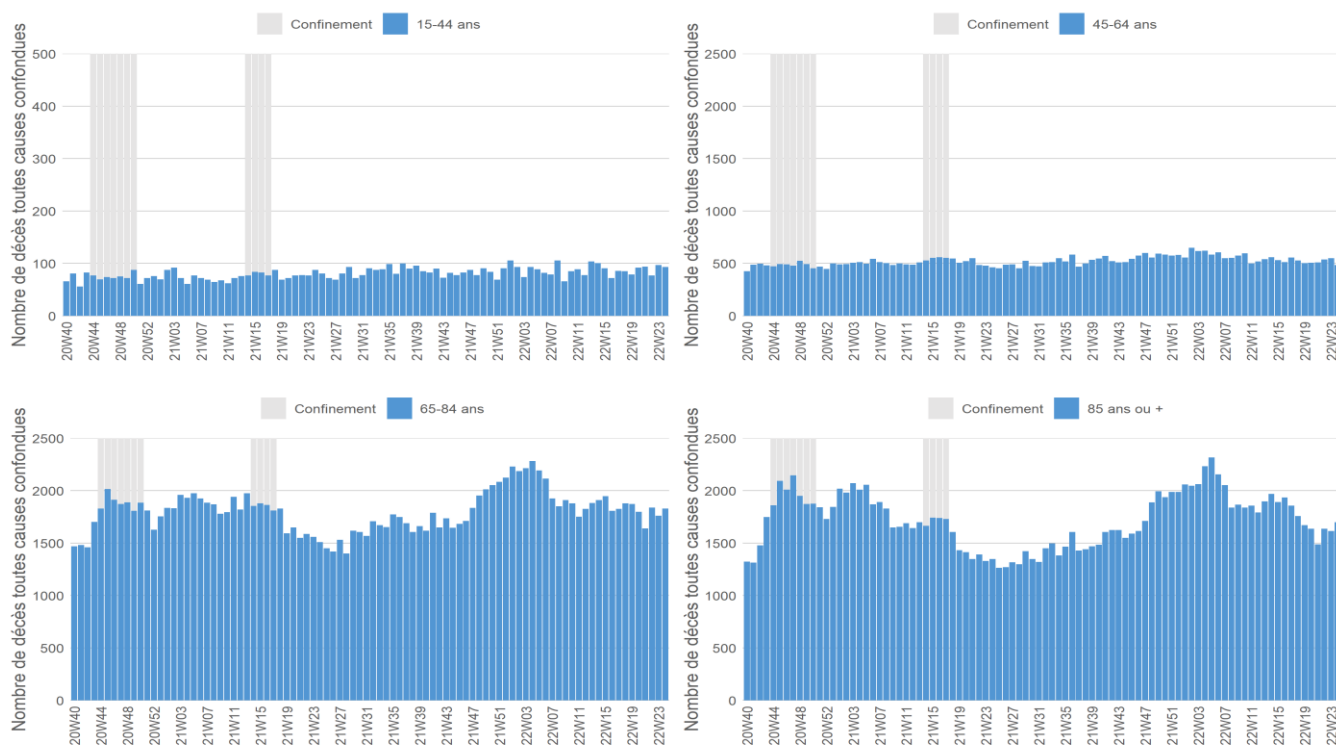 Confinement 15-44 ans
Nombre de décès toutes causes confondues
500
400
300
200
100
0
20W40 20W44 20W48 20W52 21W03 21W07 21W11 21W15 21W19 21W23 21W27 21W31 21W35 21W39 21W43 21W47 21W51 22W03 22W07 22W11 22W15 22W19 22W23
Confinement 45-64 ans
Nombre de décès toutes causes confondues
2500
2000
1500
1000
500
0
20W40 20W44 20W48 20W52 21W03 21W07 21W11 21W15 21W19 21W23 21W27 21W31 21W35 21W39 21W43 21W47 21W51 22W03 22W07 22W11 22W15 22W19 22W23
Confinement 65-84 ans
Nombre de décès toutes causes confondues
2500
2000
1500
1000
500
0
20W40 20W44 20W48 20W52 21W03 21W07 21W11 21W15 21W19 21W23 21W27 21W31 21W35 21W39 21W43 21W47 21W51 22W03 22W07 22W11 22W15 22W19 22W23
Confinement 85 ans ou +
Nombre de décès toutes causes confondues
2500
2000
1500
1000
500
0
20W40 20W44 20W48 20W52 21W03 21W07 21W11 21W15 21W19 21W23 21W27 21W31 21W35 21W39 21W43 21W47 21W51 22W03 22W07 22W11 22W15 22W19 22W23